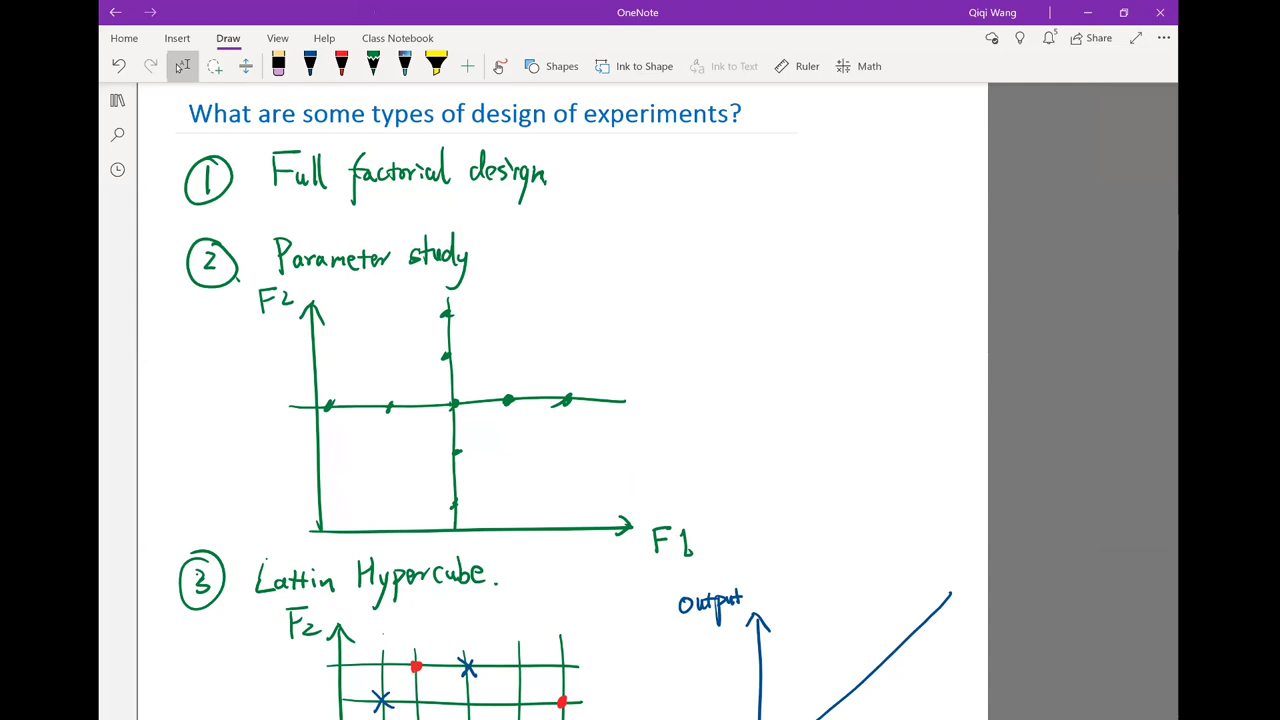 OneNote
Qiqi Wang
Home Insert Draw View Help Class Notebook
5
Share
Shapes Ink to Shape Ink to Text Ruler Math
What are some types of design of experiments?
1 Full factorial design
2 Parameter study
F2
F1
3 Lattin Hypercube.
F2
output